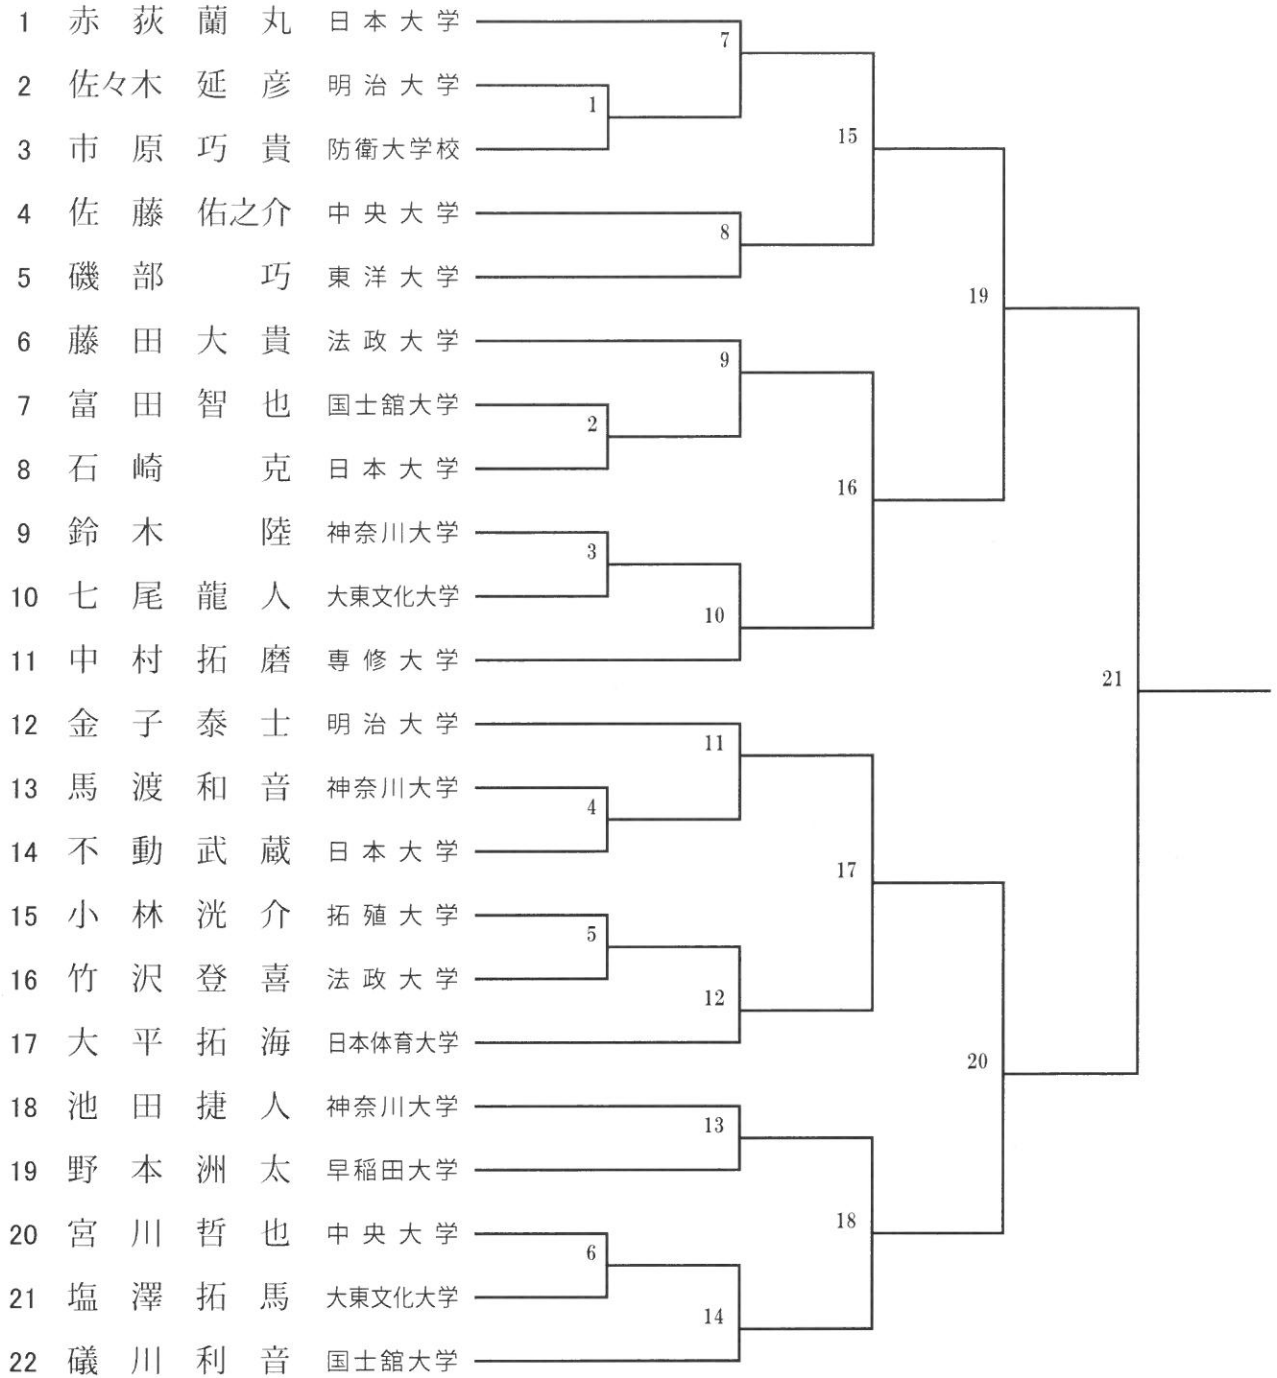 1 赤荻蘭丸 日本大学
2 佐々木延彦 明治大学
3 市原巧貴 防衛大学校
4 佐藤佑之介 中央大学
5 磯部巧 東洋大学
6 藤田大貴 法政大学
7 富田智也 国士舘大学
8 石崎克 日本大学
9 鈴木陸 神奈川大学
10 七尾龍人 大東文化大学
11 中村拓磨 専修大学
12 金子泰士 明治大学
13 馬渡和音 神奈川大学
14 不動武蔵 日本大学
15 小林洸介 拓殖大学
16 竹沢登喜 法政大学
17 大平拓海 日本体育大学
18 池田捷人 神奈川大学
19 野本洲太 早稲田大学
20 宮川哲也 中央大学
21 塩澤拓馬 大東文化大学
22 礒川利音 国士舘大学
1
2
3
4
5
6
7
8
9
10
11
12
13
14
15
16
17
18
19
20
21